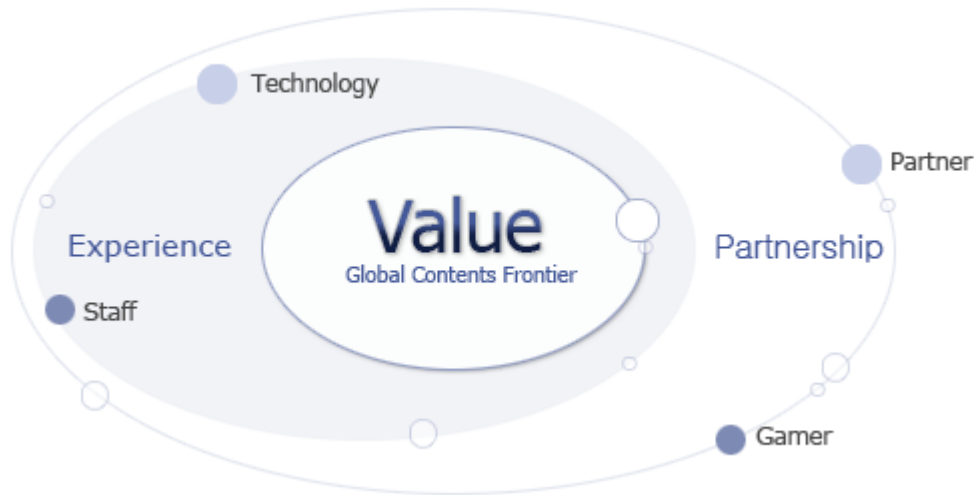 Technology
Partner
Value
Experience
Partnership
Global Contents Frontier
Staff
Gamer